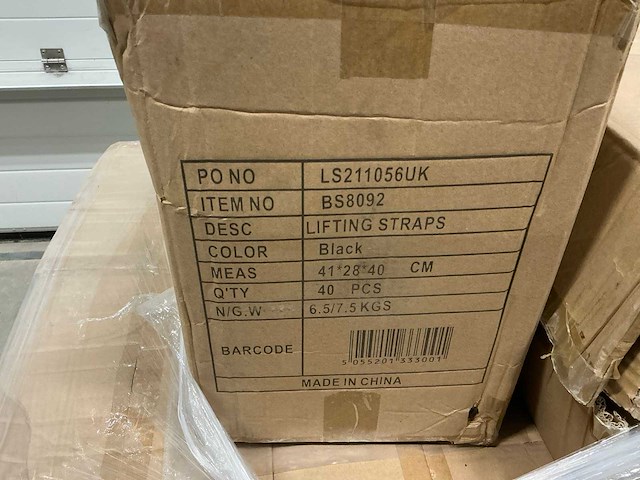 PO NO LS211056UK
ITEM NO BS8092
DESC LIFTING STRAPS
COLOR Black
MEAS 41*28*40 CM
Q'TY 40 PCS
N/G.W 6.5/7.5 KGS
BARCODE 5 055201 333001
MADE IN CHINA